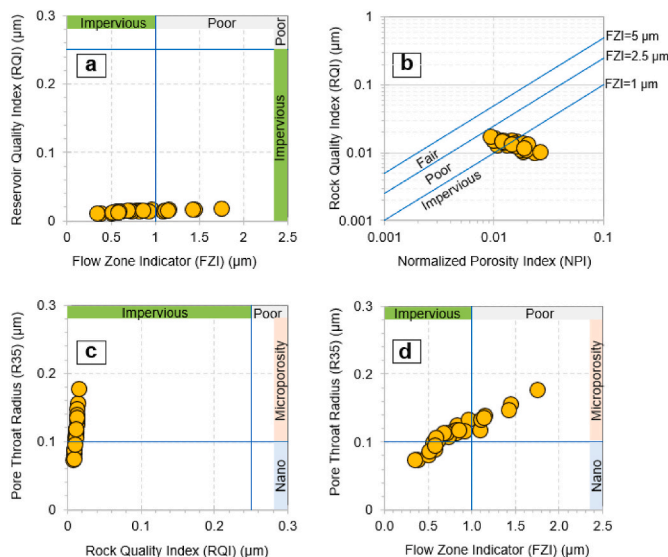 Impervious
Poor
Poor
Impervious
a
Reservoir Quality Index (RQI) (µm)
0.3
0.2
0.1
0
0
0.5
1.0
1.5
2.0
2.5
Flow Zone Indicator (FZI) (µm)
b
Rock Quality Index (RQI) (µm)
1
0.1
0.01
0.001
0.001
0.01
0.1
Normalized Porosity Index (NPI)
FZI=5 µm
FZI=2.5 µm
FZI=1 µm
Fair
Poor
Impervious
Impervious
Poor
Microporosity
Nano
c
Pore Throat Radius (R35) (µm)
0.3
0.2
0.1
0
0
0.1
0.2
0.3
Rock Quality Index (RQI) (µm)
Impervious
Poor
Microporosity
Nano
d
Pore Throat Radius (R35) (µm)
0.3
0.2
0.1
0
0.0
0.5
1.0
1.5
2.0
2.5
Flow Zone Indicator (FZI) (µm)